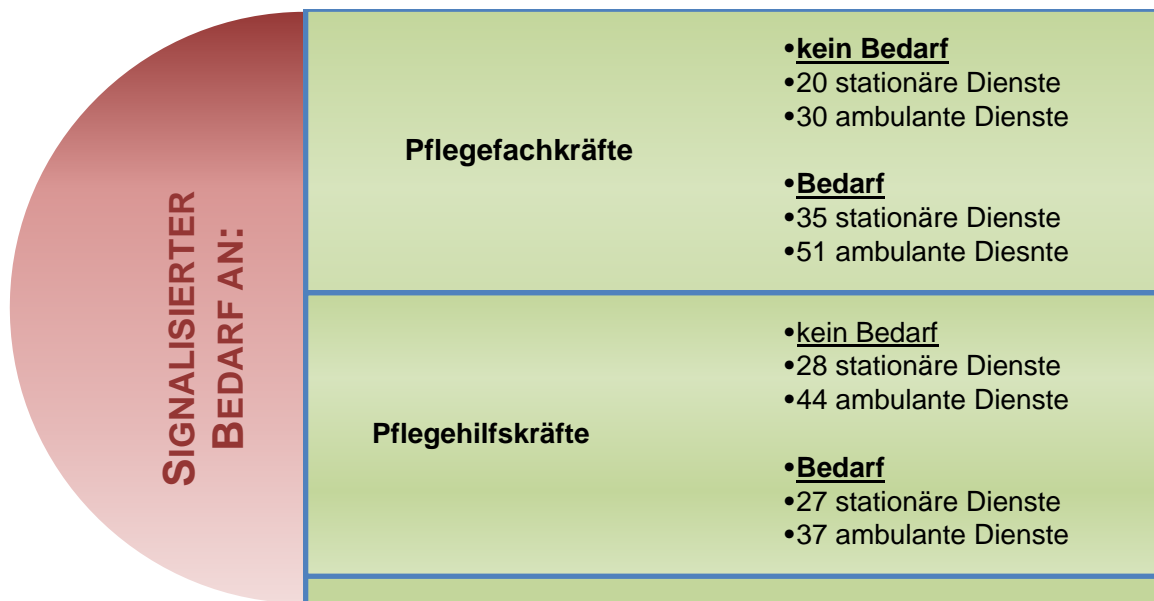 SIGNALISIERTER
BEDARF AN:
Pflegefachkräfte
•kein Bedarf
•20 stationäre Dienste
•30 ambulante Dienste
•Bedarf
•35 stationäre Dienste
•51 ambulante Diesnte
Pflegehilfskräfte
•kein Bedarf
•28 stationäre Dienste
•44 ambulante Dienste
•Bedarf
•27 stationäre Dienste
•37 ambulante Dienste